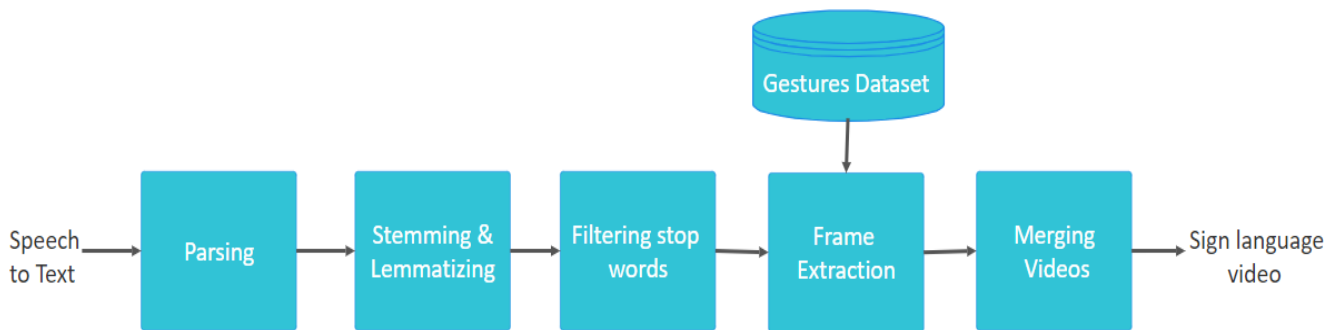 Gestures Dataset
Speech
to Text
Parsing
Stemming &
Lemmatizing
Filtering stop
words
Frame
Extraction
Merging
Videos
Sign language
video